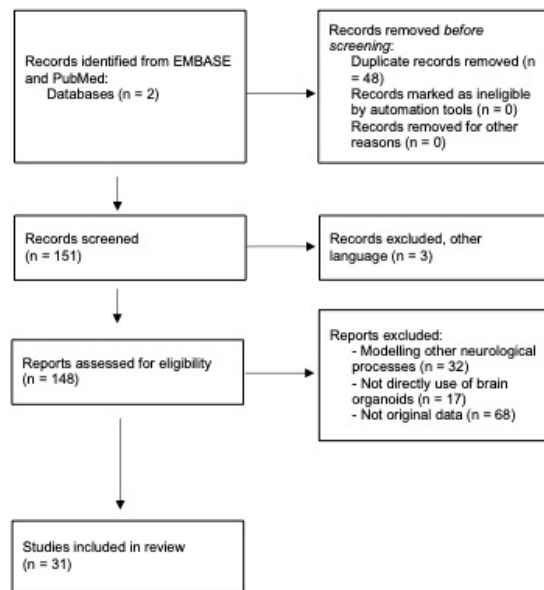 Records identified from EMBASE
and PubMed:
Databases (n = 2)
Records removed before
screening:
Duplicate records removed (n
= 48)
Records marked as ineligible
by automation tools (n = 0)
Records removed for other
reasons (n = 0)
Records screened
(n = 151)
Records excluded, other
language (n = 3)
Reports assessed for eligibility
(n = 148)
Reports excluded:
- Modelling other neurological
processes (n = 32)
- Not directly use of brain
organoids (n = 17)
- Not original data (n = 68)
Studies included in review
(n = 31)